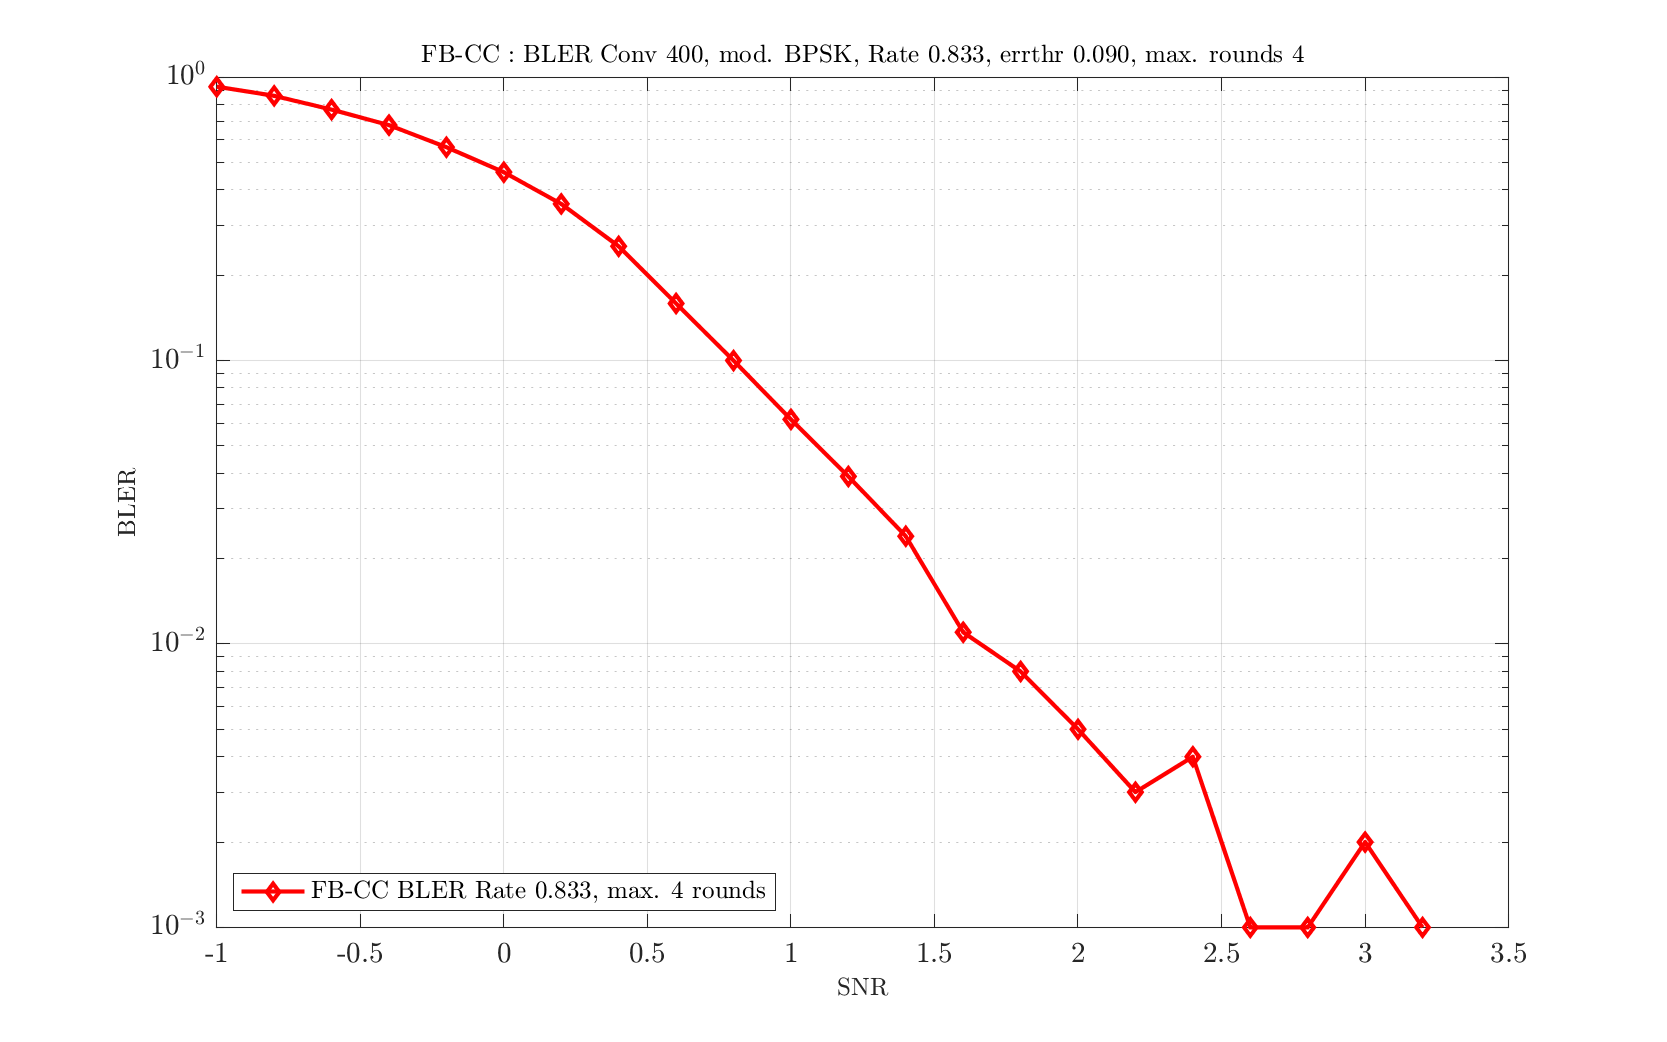 FB-CC : BLER Conv 400, mod. BPSK, Rate 0.833, errthr 0.090, max. rounds 4
10^0
10^-1
10^-2
10^-3
BLER
FB-CC BLER Rate 0.833, max. 4 rounds
-1 -0.5 0 0.5 1 1.5 2 2.5 3 3.5
SNR